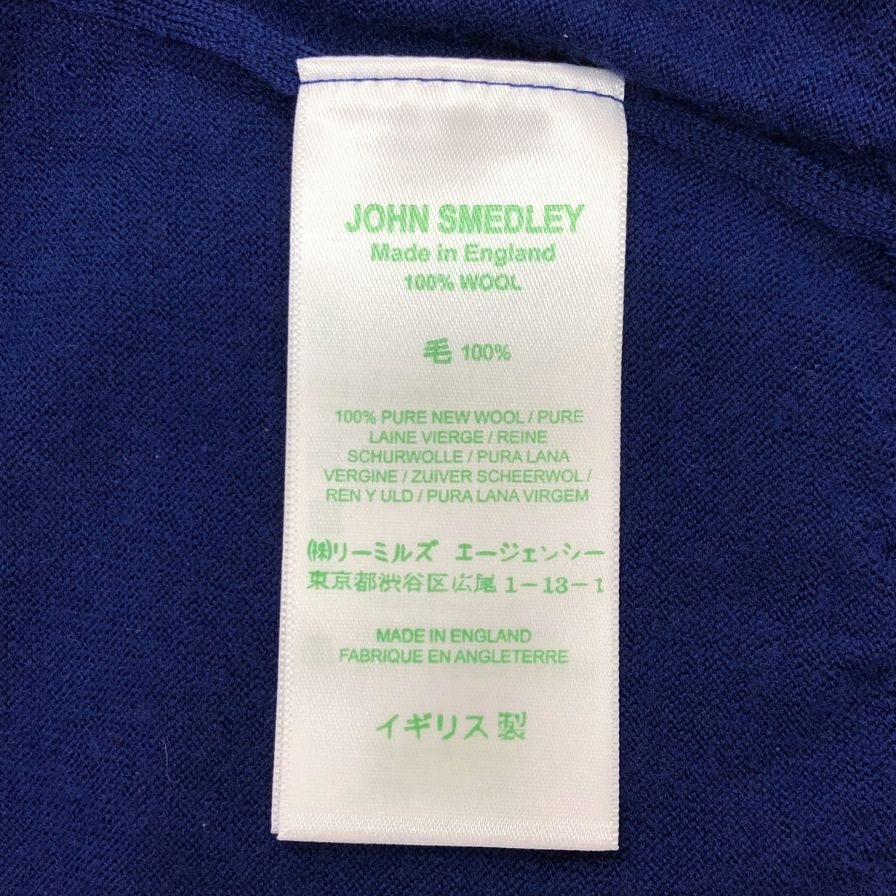 JOHN SMEDLEY
Made in England
100% WOOL
毛 100%
100% PURE NEW WOOL / PURE
LAINE VIERGE / REINE
SCHURWOLLE / PURA LANA
VERGINE / ZUIVER SCHEERWOL /
REN Y ULD / PURA LANA VIRGEM
㈱リーミルズ エージェンシー
東京都渋谷区広尾 1-13-1
MADE IN ENGLAND
FABRIQUE EN ANGLETERRE
イギリス製